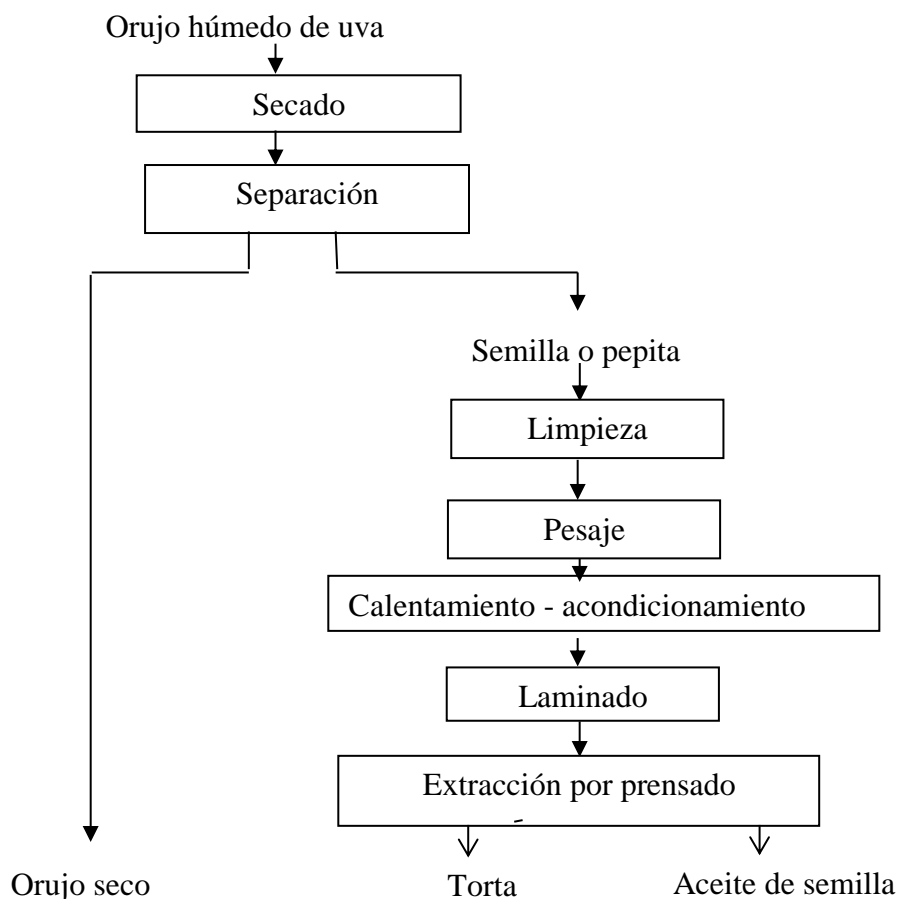 Orujo húmedo de uva
Secado
Separación
Semilla o pepita
Limpieza
Pesaje
Calentamiento - acondicionamiento
Laminado
Extracción por prensado
Orujo seco
Torta
Aceite de semilla